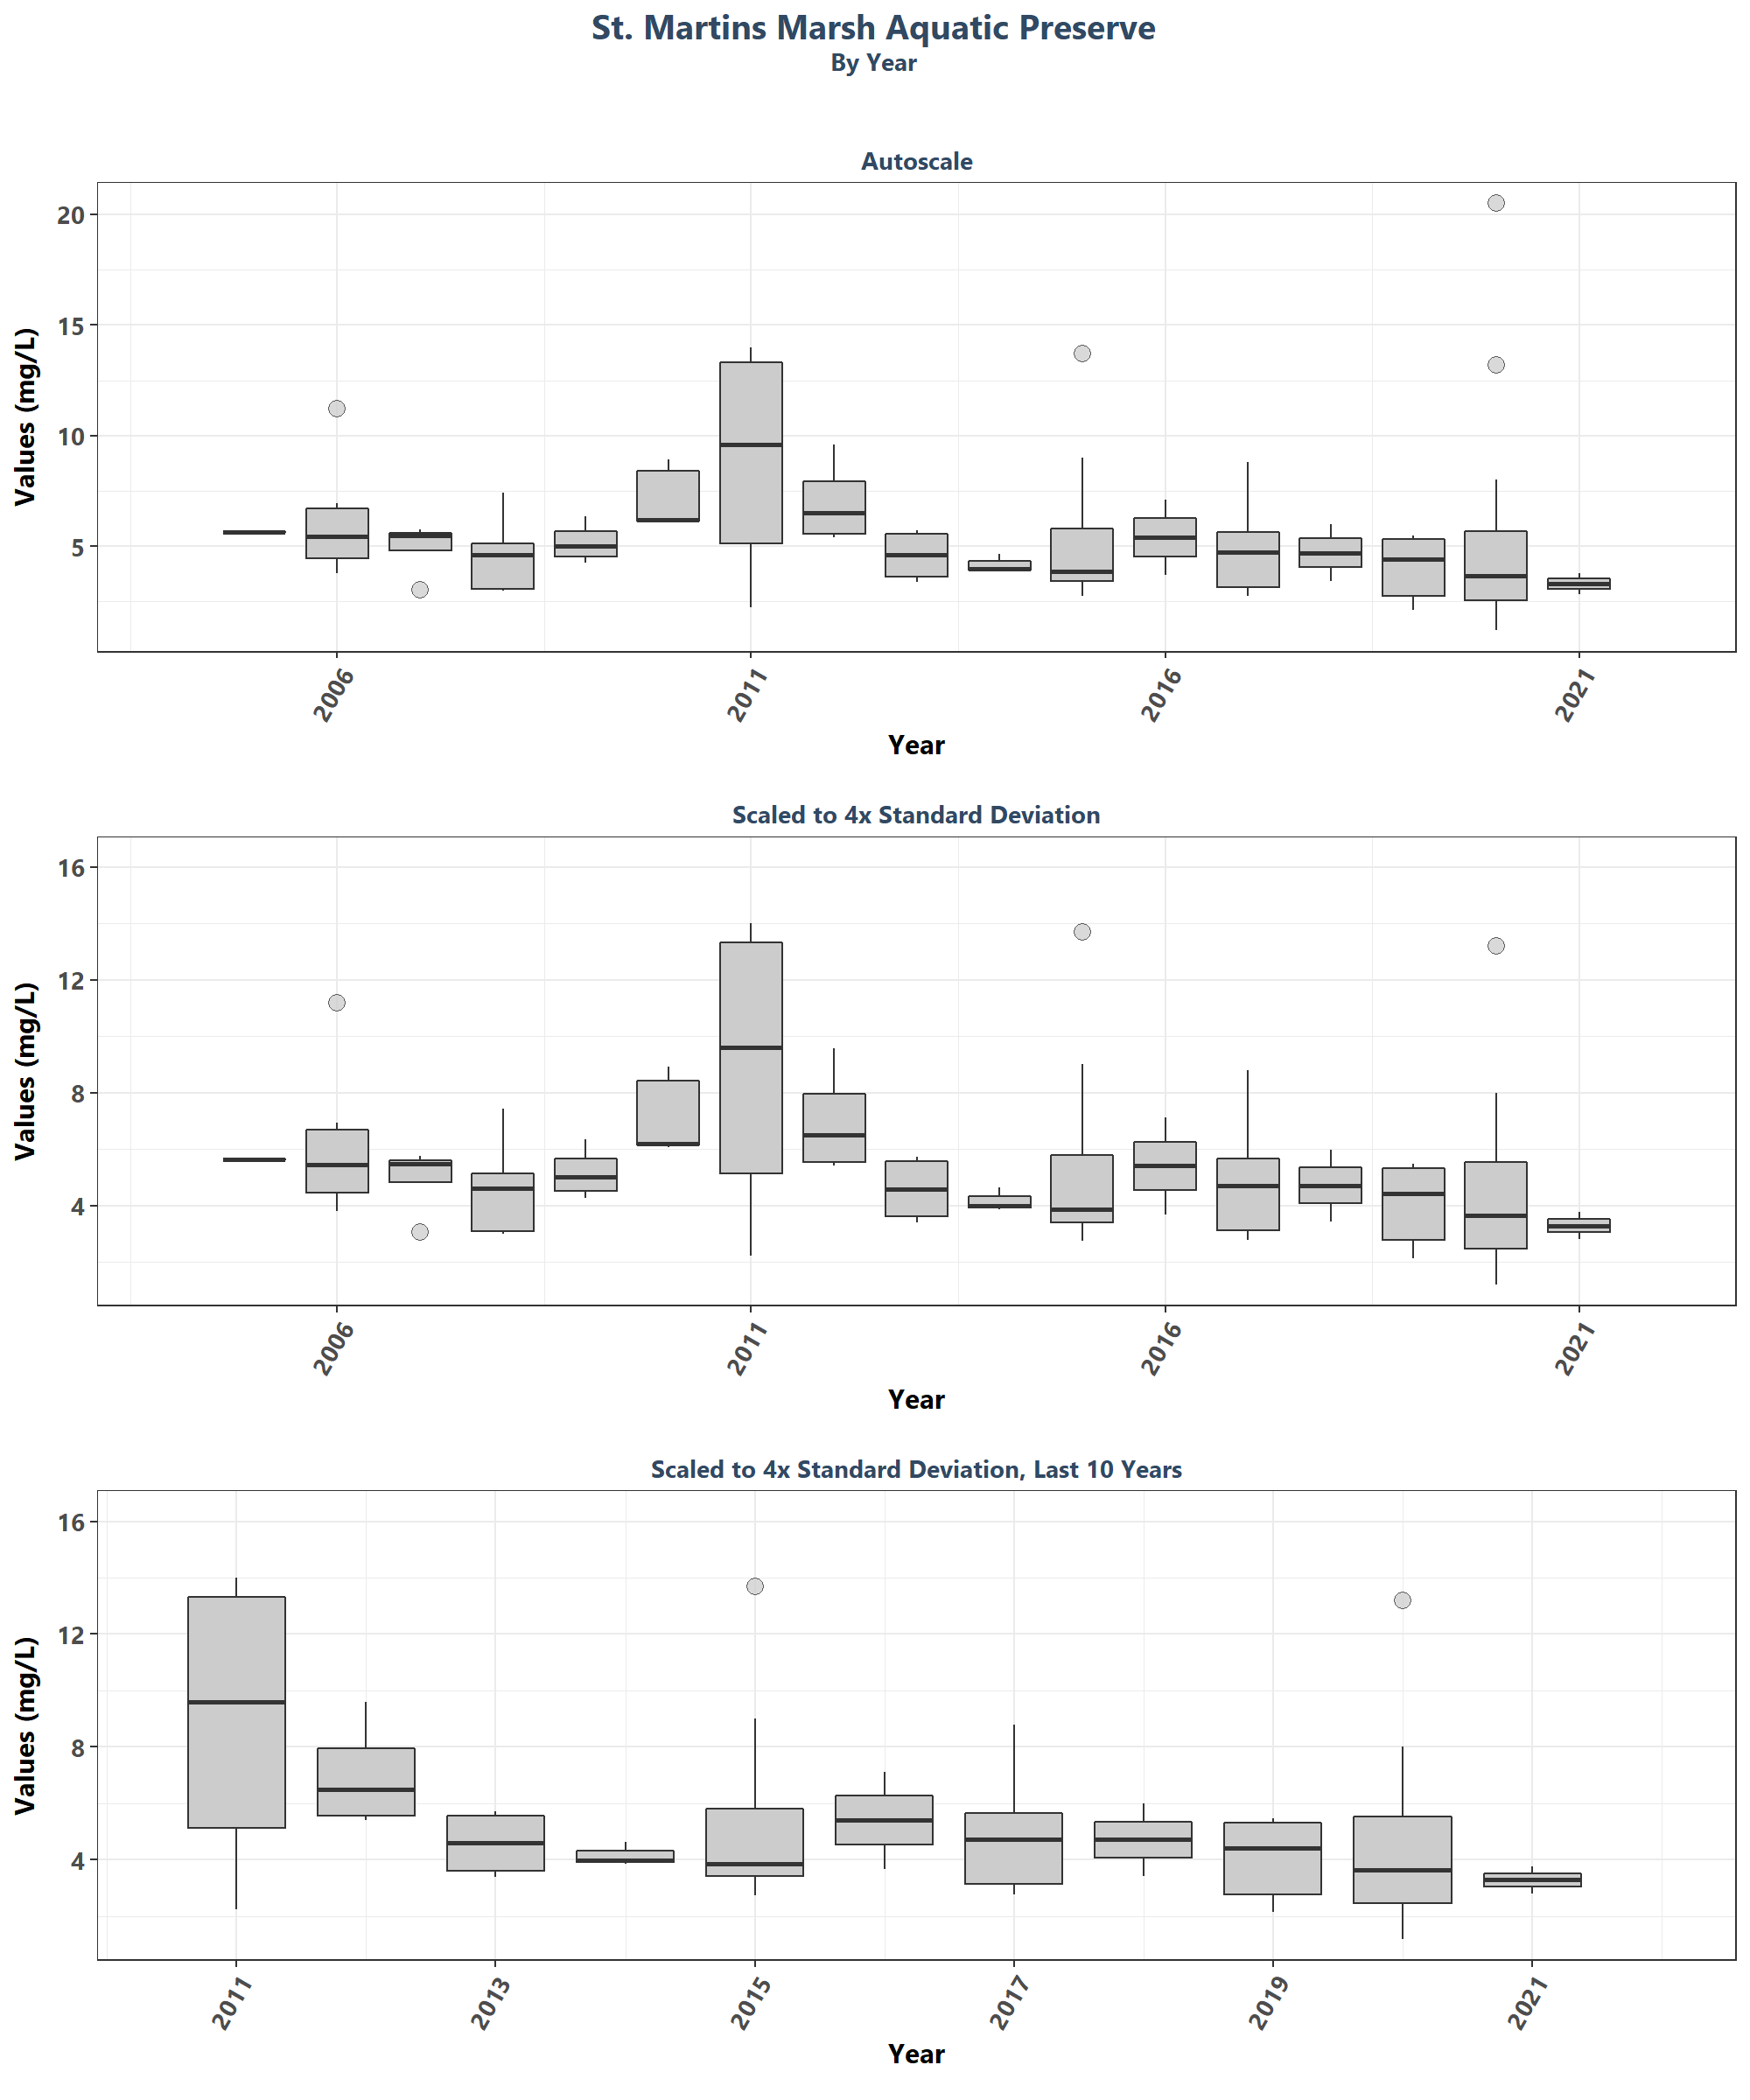 St. Martins Marsh Aquatic Preserve
By Year
Autoscale
Values (mg/L)
20
15
10
5
2006
2011
2016
2021
Year
Scaled to 4x Standard Deviation
Values (mg/L)
16
12
8
4
2006
2011
2016
2021
Year
Scaled to 4x Standard Deviation, Last 10 Years
Values (mg/L)
16
12
8
4
2011
2013
2015
2017
2019
2021
Year